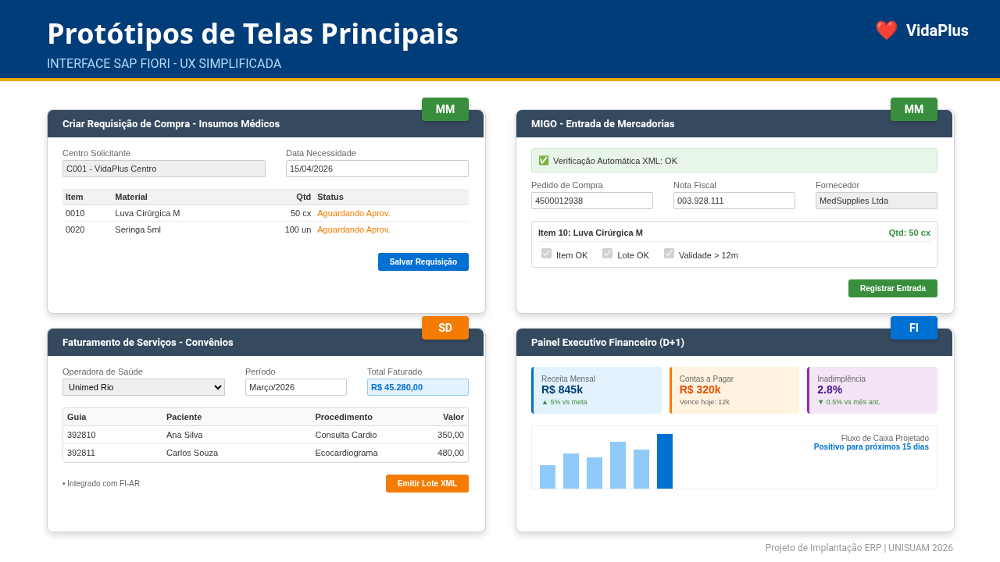 Protótipos de Telas Principais
INTERFACE SAP FIORI - UX SIMPLIFICADA
❤️ VidaPlus
MM
Criar Requisição de Compra - Insumos Médicos
Centro Solicitante Data Necessidade
C001 - VidaPlus Centro 15/04/2026
Item Material Qtd Status
0010 Luva Cirúrgica M 50 cx Aguardando Aprov.
0020 Seringa 5ml 100 un Aguardando Aprov.
Salvar Requisição
MM
MIGO - Entrada de Mercadorias
✅ Verificação Automática XML: OK
Pedido de Compra Nota Fiscal Fornecedor
4500012938 003.928.111 MedSupplies Ltda
Item 10: Luva Cirúrgica M Qtd: 50 cx
Item OK Lote OK Validade > 12m
Registrar Entrada
SD
Faturamento de Serviços - Convênios
Operadora de Saúde Período Total Faturado
Unimed Rio Março/2026 R$ 45.280,00
Guia Paciente Procedimento Valor
392810 Ana Silva Consulta Cardio 350,00
392811 Carlos Souza Ecocardiograma 480,00
• Integrado com FI-AR Emitir Lote XML
FI
Painel Executivo Financeiro (D+1)
Receita Mensal Contas a Pagar Inadimplência
R$ 845k R$ 320k 2.8%
▲ 5% vs meta Vence hoje: 12k ▼ 0.5% vs mês ant.
Fluxo de Caixa Projetado
Positivo para próximos 15 dias
Projeto de Implantação ERP | UNISUAM 2026